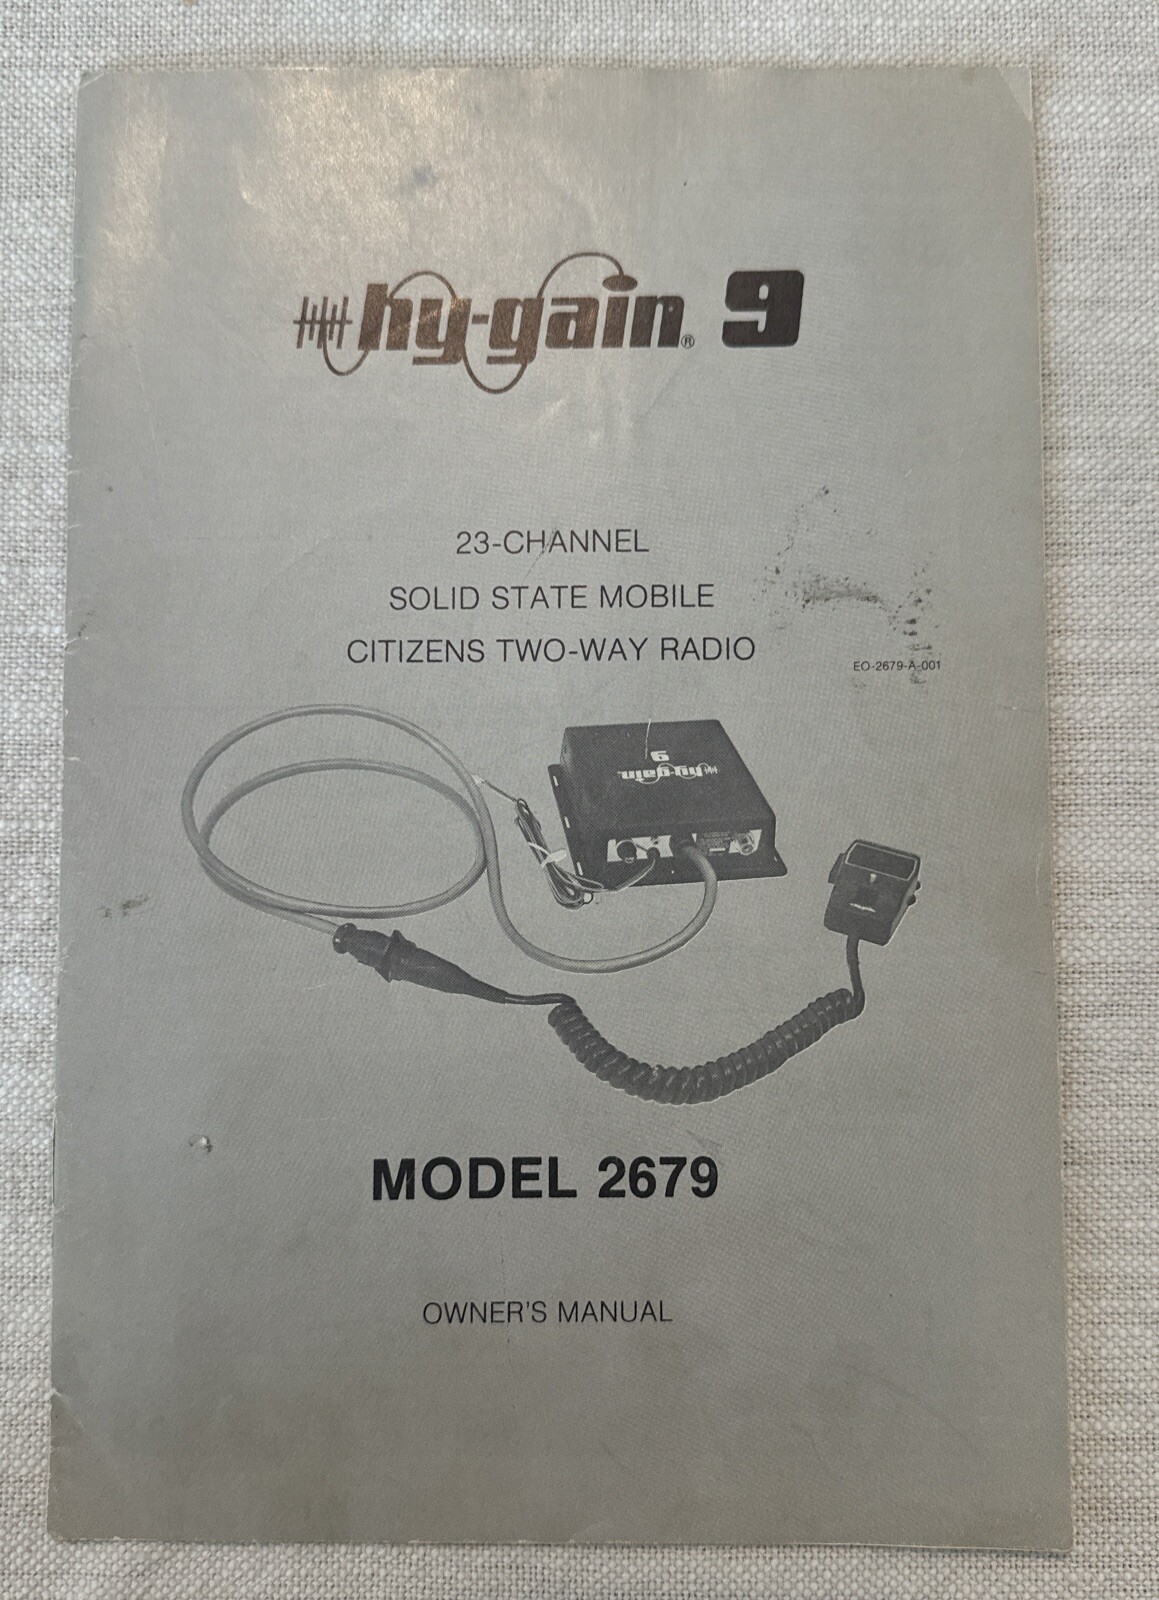 hy-gain® 9
23-CHANNEL
SOLID STATE MOBILE
CITIZENS TWO-WAY RADIO
EO-2679-A-001
hy-gain
9
MODEL 2679
OWNER'S MANUAL